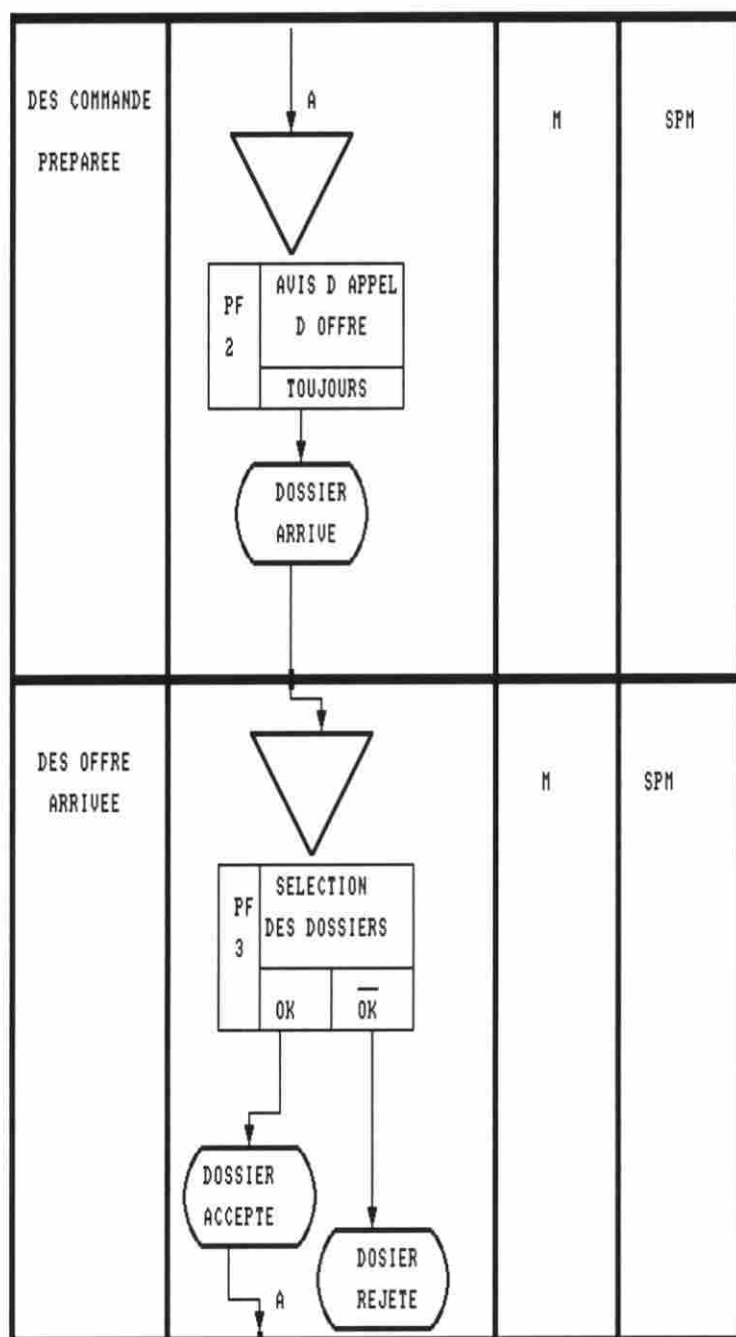 DES COMMANDE
PREPAREE
A
M
SPM
PF
2
AVIS D APPEL
D OFFRE
TOUJOURS
DOSSIER
ARRIVE
DES OFFRE
ARRIVEE
M
SPM
PF
3
SELECTION
DES DOSSIERS
OK
OK
DOSSIER
ACCEPTE
DOSIER
REJETE
A